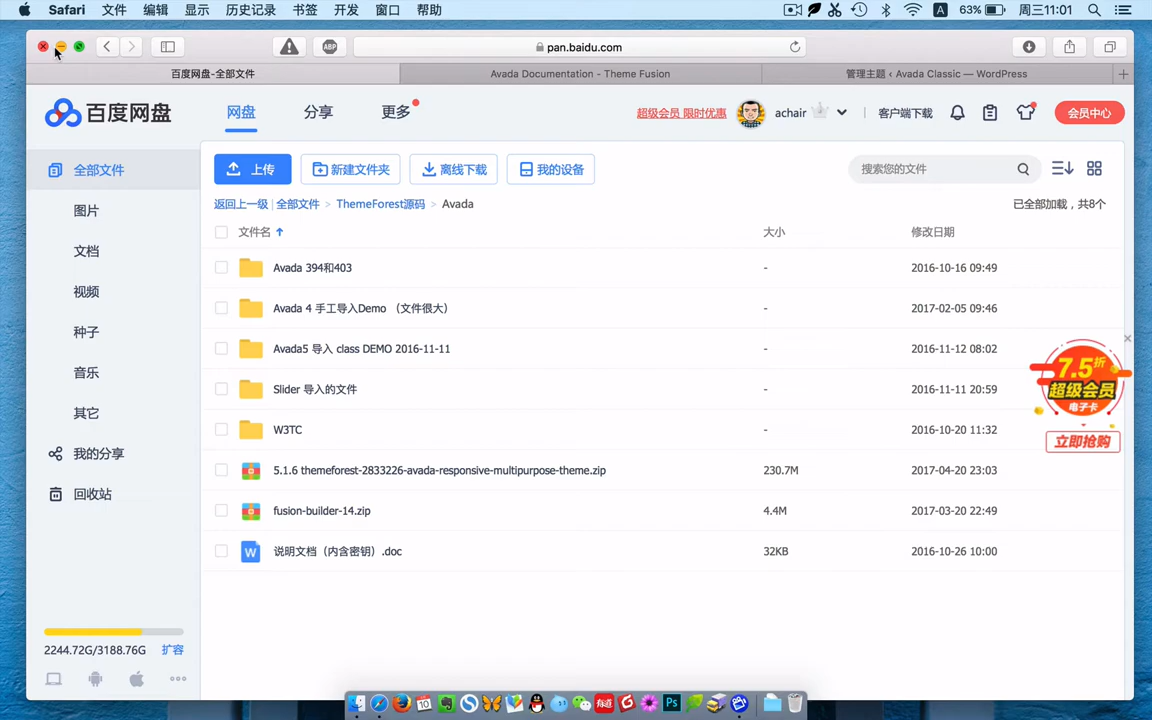 Safari 文件 编辑 显示 历史记录 书签 开发 窗口 帮助 63% 周三11:01
ABP pan.baidu.com
百度网盘-全部文件 Avada Documentation - Theme Fusion 管理主题 ‹ Avada Classic — WordPress
百度网盘 网盘 分享 更多 超级会员 限时优惠 achair 客户端下载 会员中心
全部文件
图片
文档
视频
种子
音乐
其它
我的分享
回收站
2244.72G/3188.76G 扩容
上传 新建文件夹 离线下载 我的设备 搜索您的文件
返回上一级 | 全部文件 > ThemeForest源码 > Avada 已全部加载，共8个
文件名 大小 修改日期
Avada 394和403 - 2016-10-16 09:49
Avada 4 手工导入Demo （文件很大） - 2017-02-05 09:46
Avada5 导入 class DEMO 2016-11-11 - 2016-11-12 08:02
Slider 导入的文件 - 2016-11-11 20:59
W3TC - 2016-10-20 11:32
5.1.6 themeforest-2833226-avada-responsive-multipurpose-theme.zip 230.7M 2017-04-20 23:03
fusion-builder-14.zip 4.4M 2017-03-20 22:49
说明文档（内含密钥）.doc 32KB 2016-10-26 10:00
7.5折
超级会员
电子卡
立即抢购